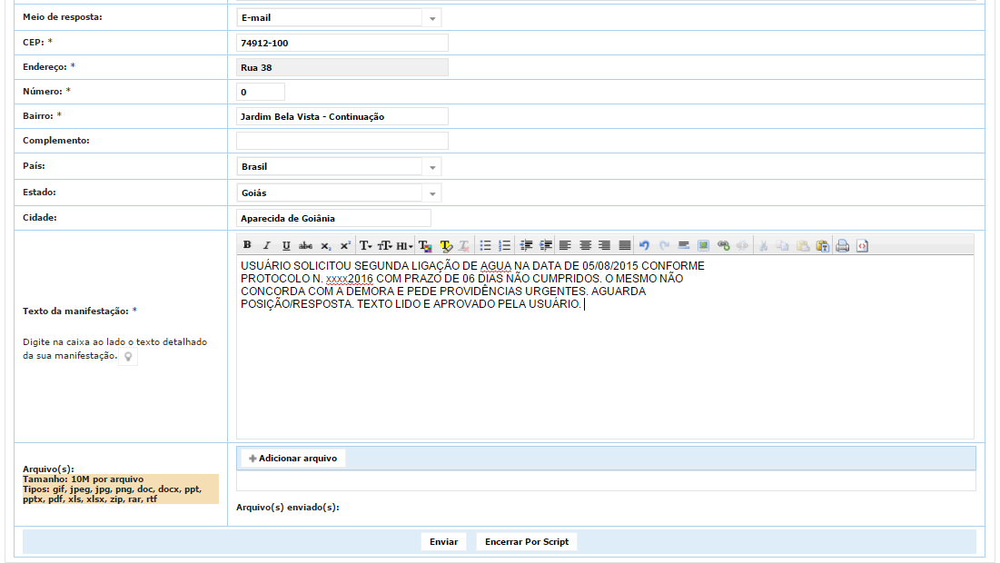 Meio de resposta: E-mail
CEP: * 74912-100
Endereço: * Rua 38
Número: * 0
Bairro: * Jardim Bela Vista - Continuação
Complemento:
País: Brasil
Estado: Goiás
Cidade: Aparecida de Goiânia
B I U abc x₂ x² T TT H1 T T T
Texto da manifestação: *
Digite na caixa ao lado o texto detalhado
da sua manifestação.
USUÁRIO SOLICITOU SEGUNDA LIGAÇÃO DE AGUA NA DATA DE 05/08/2015 CONFORME
PROTOCOLO N. xxxx2016 COM PRAZO DE 06 DIAS NÃO CUMPRIDOS. O MESMO NÃO
CONCORDA COM A DEMORA E PEDE PROVIDÊNCIAS URGENTES. AGUARDA
POSIÇÃO/RESPOSTA. TEXTO LIDO E APROVADO PELA USUÁRIO.
Arquivo(s):
Tamanho: 10M por arquivo
Tipos: gif, jpeg, jpg, png, doc, docx, ppt,
pptx, pdf, xls, xlsx, zip, rar, rtf
Adicionar arquivo
Arquivo(s) enviado(s):
Enviar Encerrar Por Script